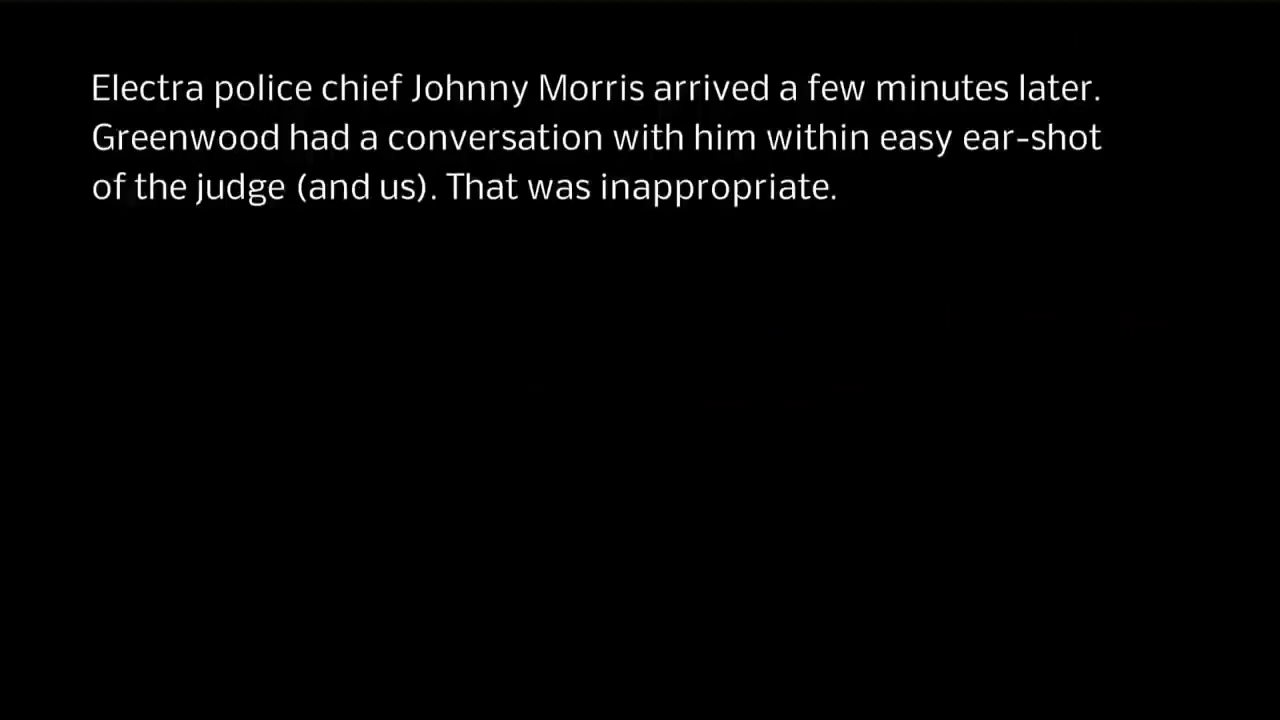 Electra police chief Johnny Morris arrived a few minutes later.
Greenwood had a conversation with him within easy ear-shot
of the judge (and us). That was inappropriate.